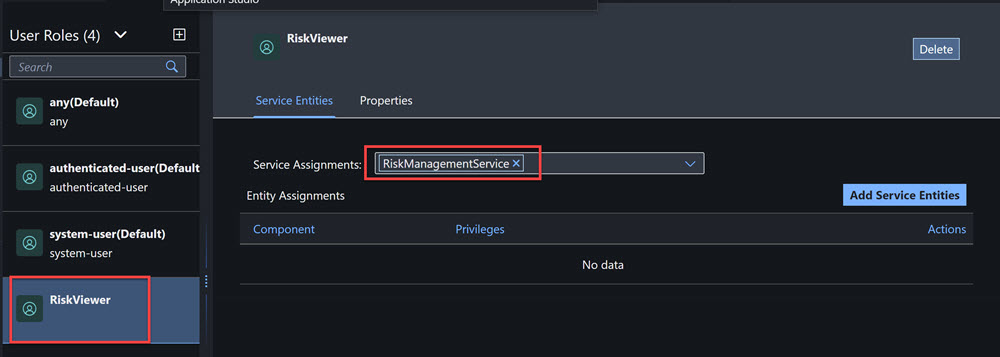 Application Studio
User Roles (4)
Search
any(Default)
any
authenticated-user(Default
authenticated-user
system-user(Default)
system-user
RiskViewer
RiskViewer
Delete
Service Entities Properties
Service Assignments: RiskManagementService
Entity Assignments Add Service Entities
Component Privileges Actions
No data